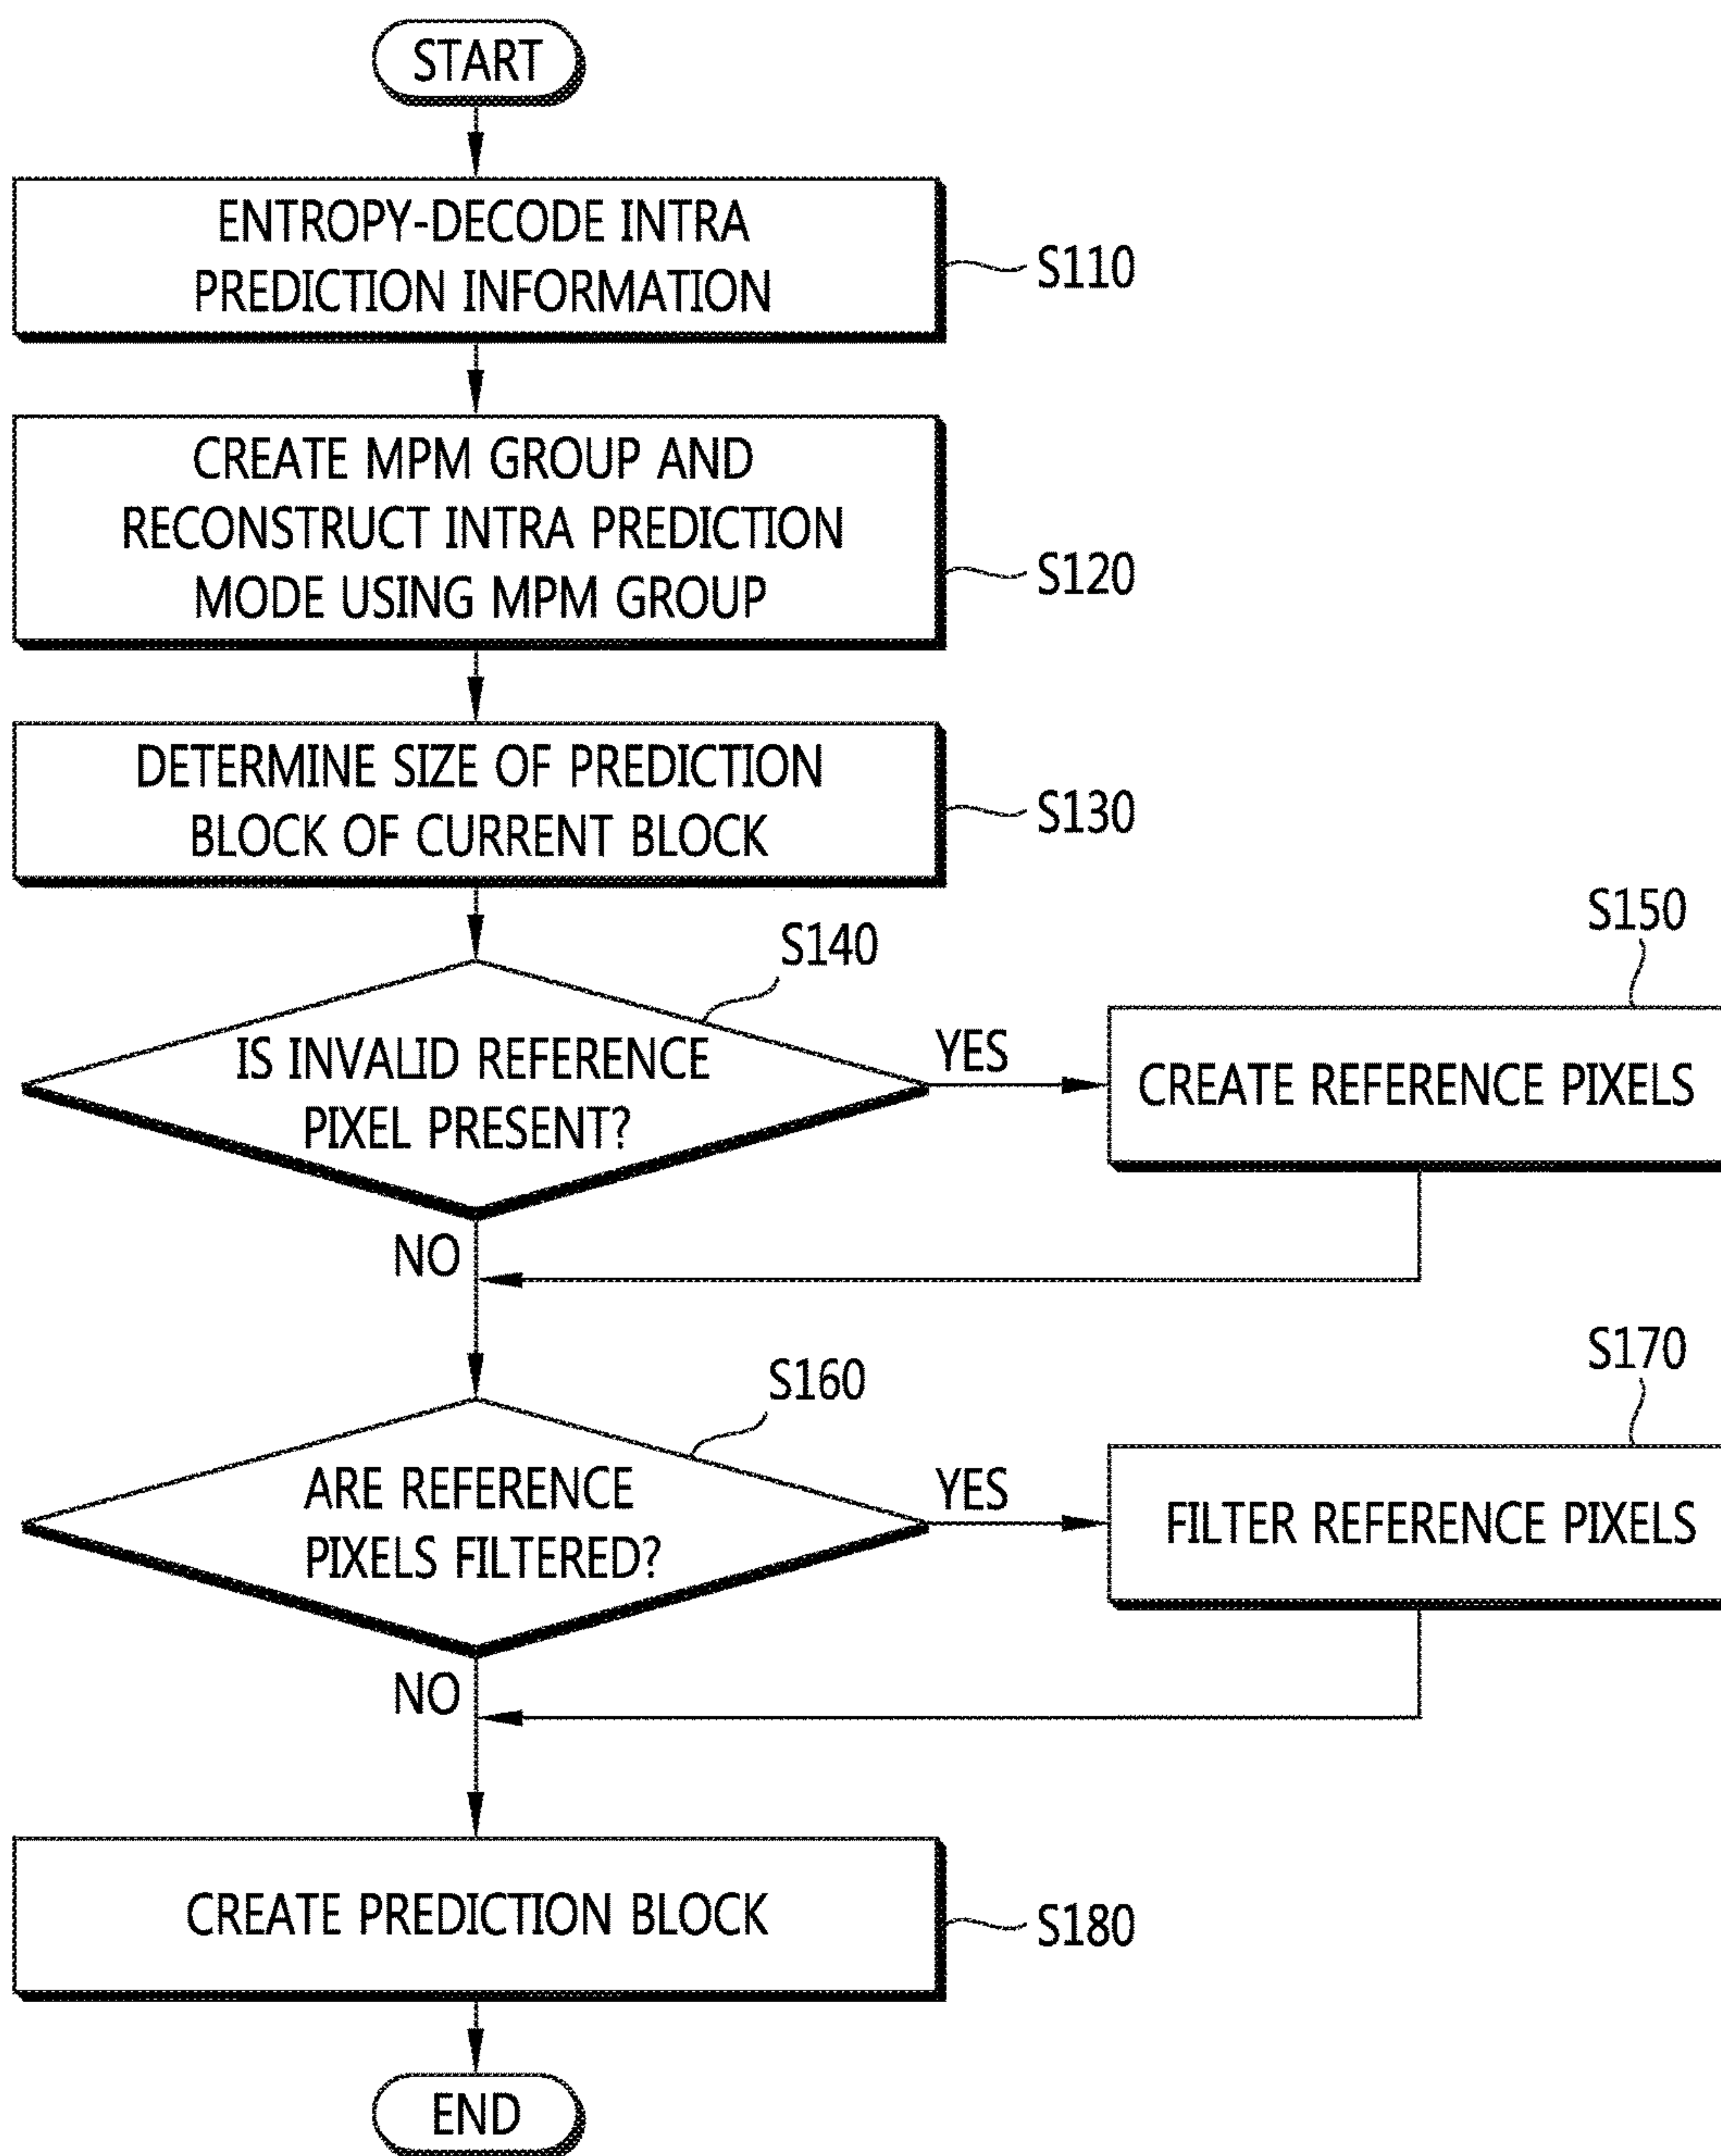 START
ENTROPY-DECODE INTRA
PREDICTION INFORMATION
S110
CREATE MPM GROUP AND
RECONSTRUCT INTRA PREDICTION
MODE USING MPM GROUP
S120
DETERMINE SIZE OF PREDICTION
BLOCK OF CURRENT BLOCK
S130
S140
IS INVALID REFERENCE
PIXEL PRESENT?
YES
S150
CREATE REFERENCE PIXELS
NO
S160
ARE REFERENCE
PIXELS FILTERED?
YES
S170
FILTER REFERENCE PIXELS
NO
CREATE PREDICTION BLOCK
S180
END